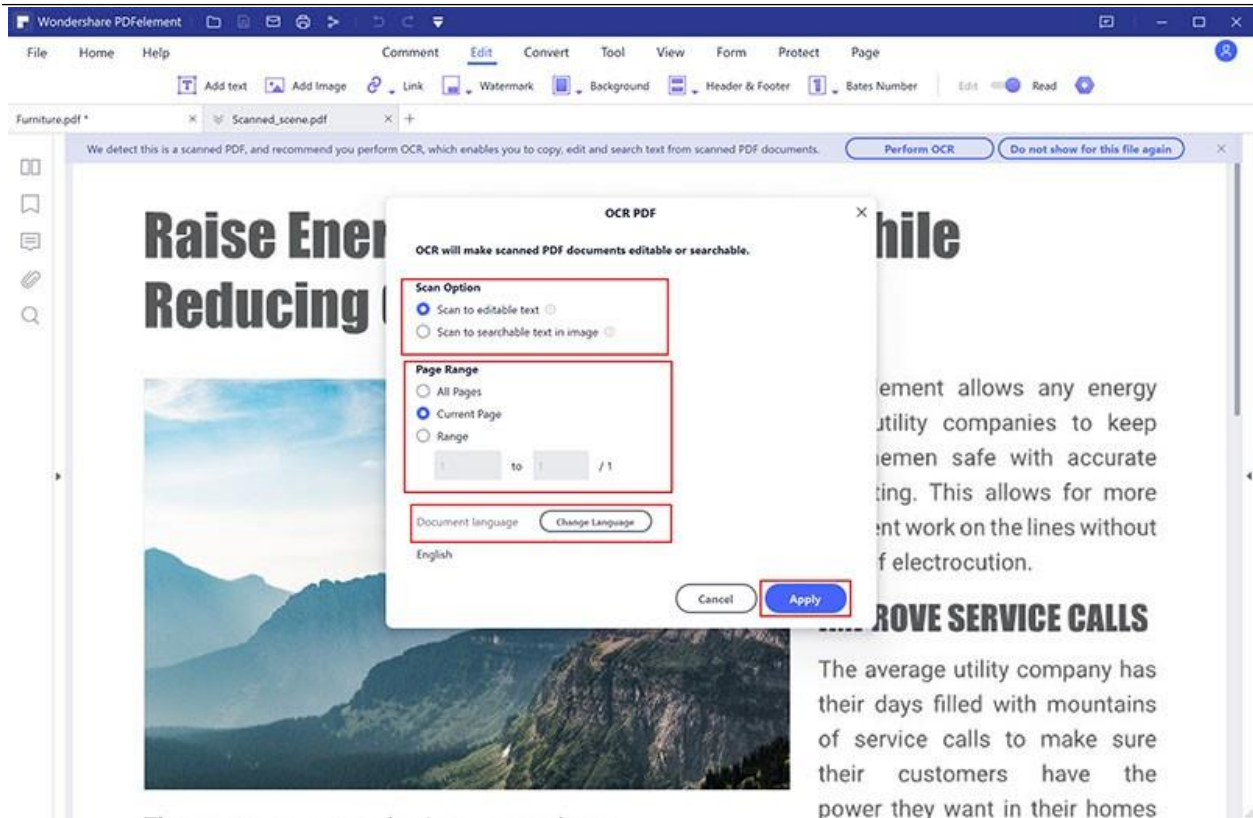 Wondershare PDFelement
File Home Help Comment Edit Convert Tool View Form Protect Page
Add text Add Image Link Watermark Background Header & Footer Bates Number Edit Read
Furniture.pdf * Scanned_scene.pdf
We detect this is a scanned PDF, and recommend you perform OCR, which enables you to copy, edit and search text from scanned PDF documents. Perform OCR Do not show for this file again
Raise Ener
hile
Reducing
OCR PDF
OCR will make scanned PDF documents editable or searchable.
Scan Option
Scan to editable text
Scan to searchable text in image
Page Range
All Pages
Current Page
Range
1 to 1 / 1
Document language Change Language
English
Cancel Apply
ement allows any energy
utility companies to keep
nemen safe with accurate
ting. This allows for more
ent work on the lines without
f electrocution.
ROVE SERVICE CALLS
The average utility company has
their days filled with mountains
of service calls to make sure
their customers have the
power they want in their homes